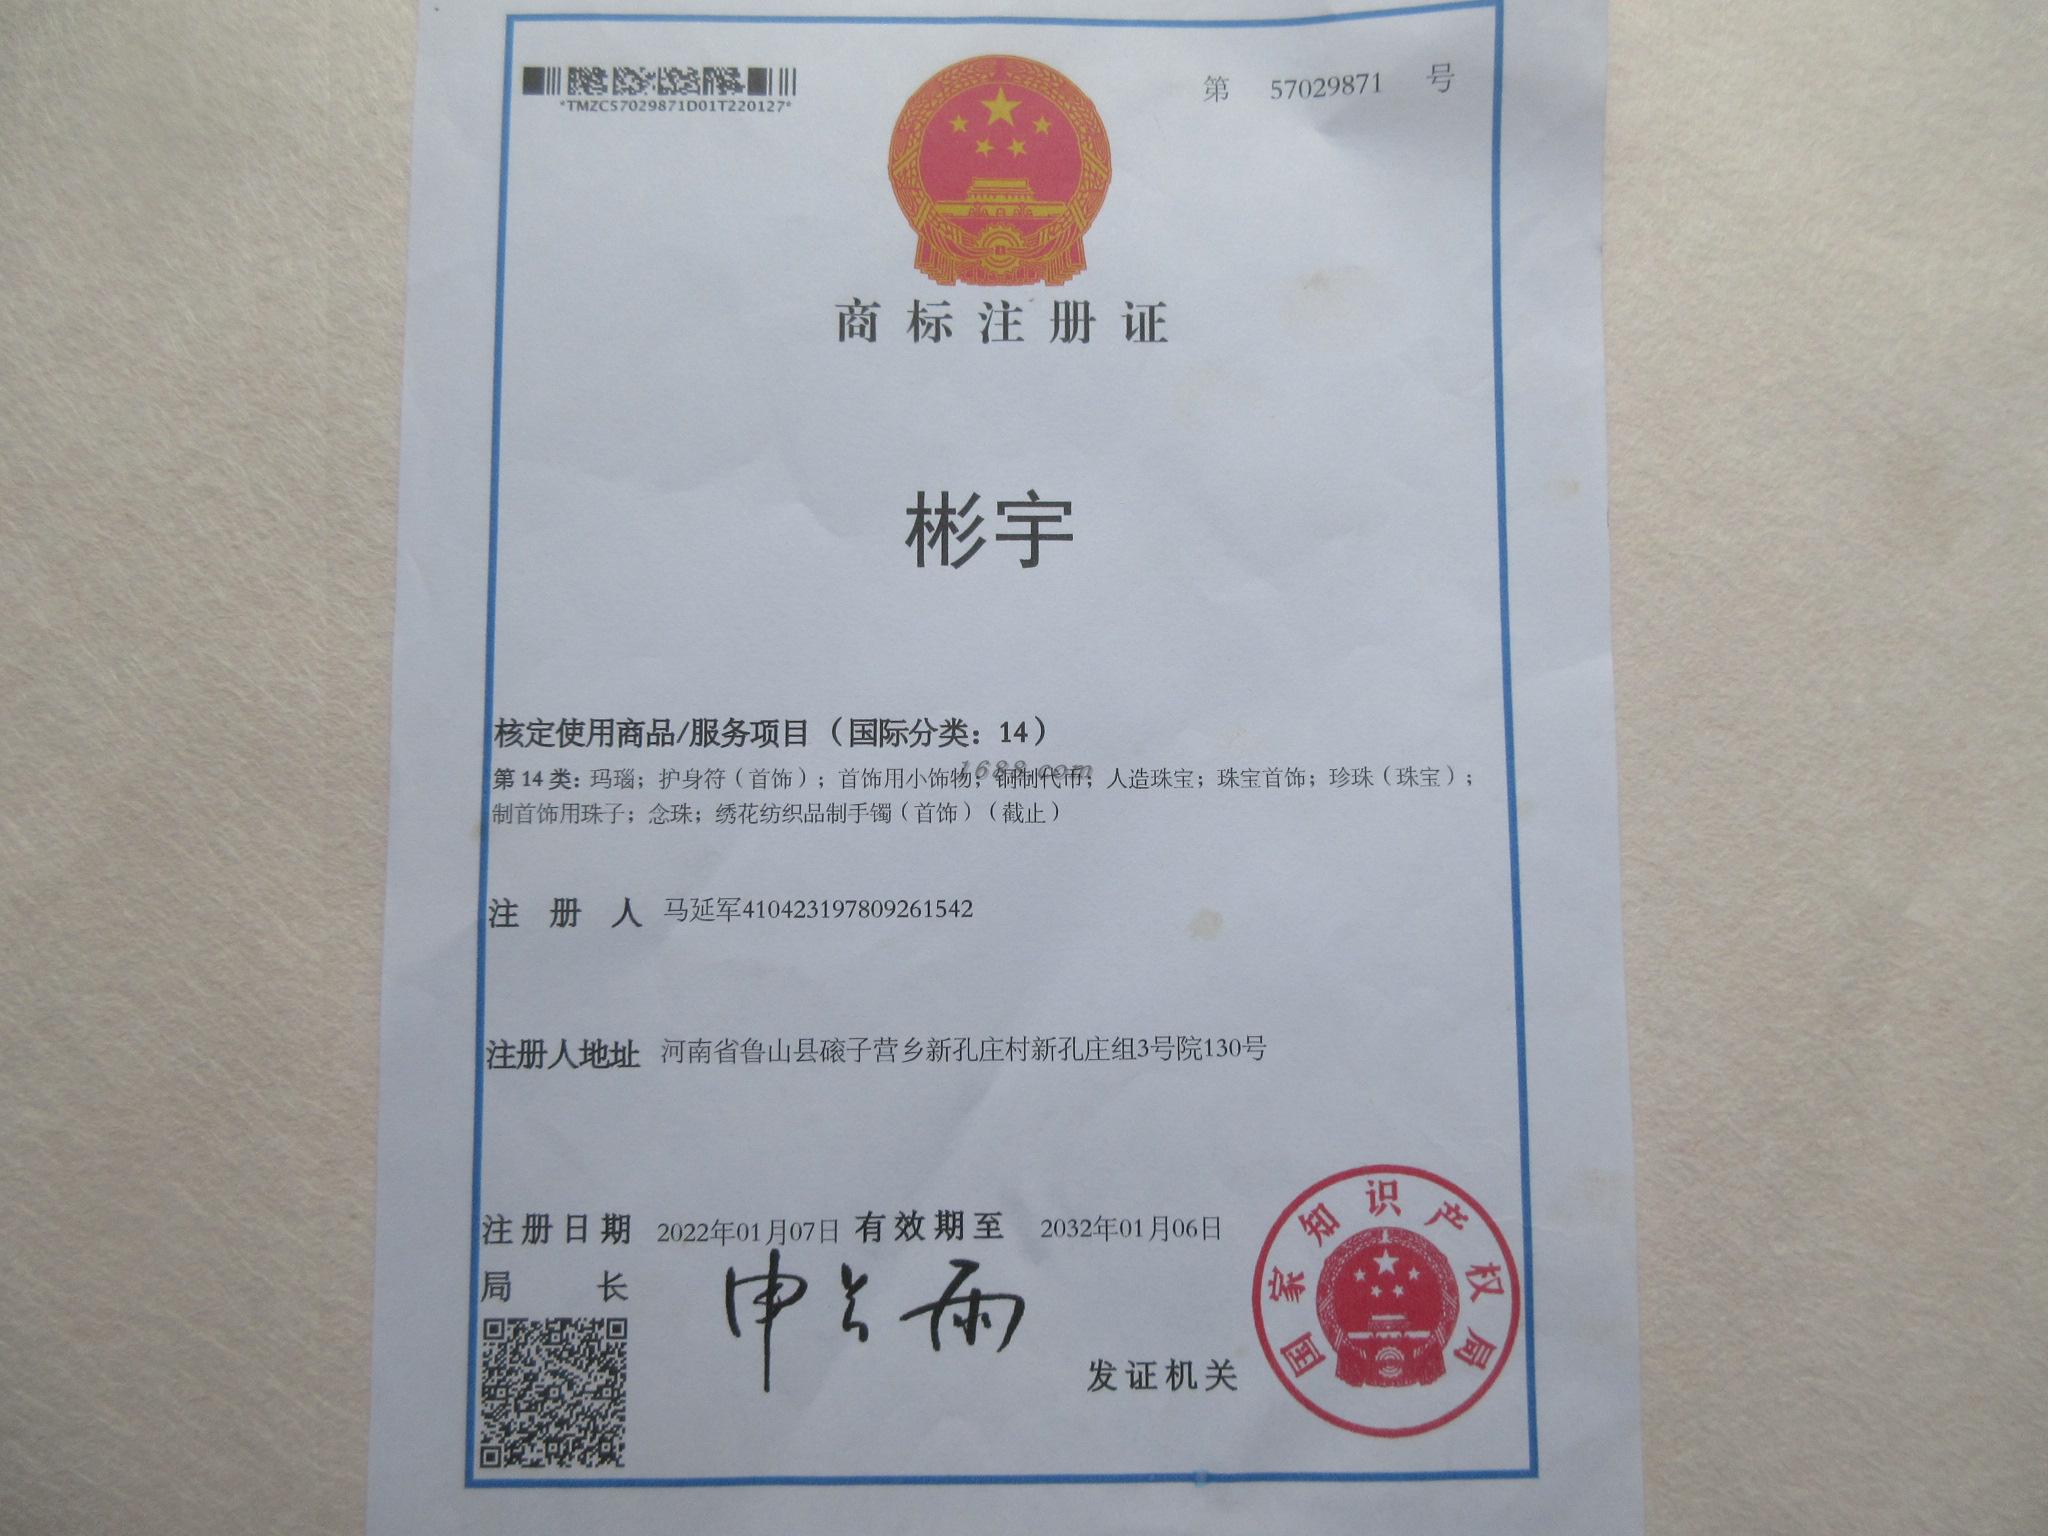 *TMZC57029871D01T220127*
第 57029871 号
商标注册证
彬宇
核定使用商品/服务项目（国际分类：14）
第14类：玛瑙；护身符（首饰）；首饰用小饰物；铜制代币；人造珠宝；珠宝首饰；珍珠（珠宝）；
制首饰用珠子；念珠；绣花纺织品制手镯（首饰）（截止）
1688.com
注册人 马延军410423197809261542
注册人地址 河南省鲁山县磙子营乡新孔庄村新孔庄组3号院130号
注册日期 2022年01月07日 有效期至 2032年01月06日
局长 申长雨
发证机关
国家知识产权局